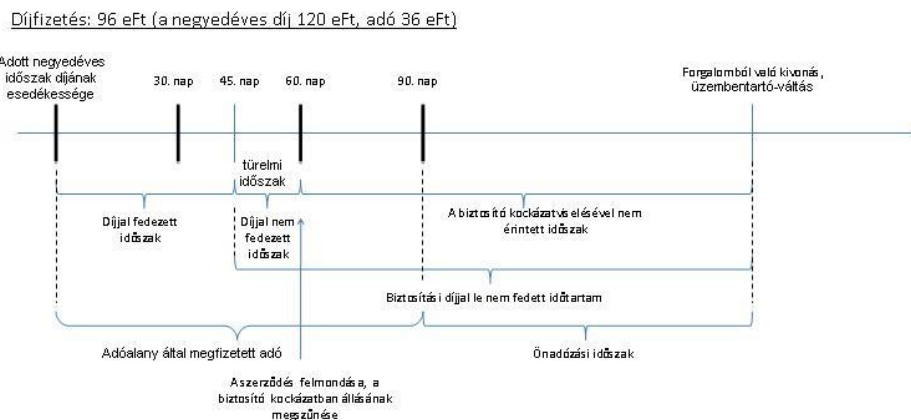 Díjfizetés: 96 eFt (a negyedéves díj 120 eFt, adó 36 eFt)
Adott negyedéves
időszak díjának
esedékessége
30. nap
45. nap
60. nap
90. nap
Forgalomból való kivonás,
üzembentartó-váltás
türelmi
időszak
Díjjal fedezett
időszak
Díjjal nem
fedezett
időszak
A biztosító kockázatviselésével nem
érintett időszak
Biztosítási díjjal le nem fedett időtartam
Adóalany által megfizetett adó
Önadózási időszak
A szerződés felmondása, a
biztosító kockázatban állásának
megszűnése